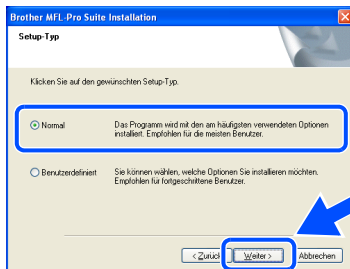 Brother MFL-Pro Suite Installation
Setup-Typ
Klicken Sie auf den gewünschten Setup-Typ.
Normal
Das Programm wird mit den am häufigsten verwendeten Optionen
installiert. Empfohlen für die meisten Benutzer.
Benutzerdefiniert
Sie können wählen, welche Optionen Sie installieren möchten.
Empfohlen für fortgeschrittene Benutzer.
< Zurück
Weiter >
Abbrechen